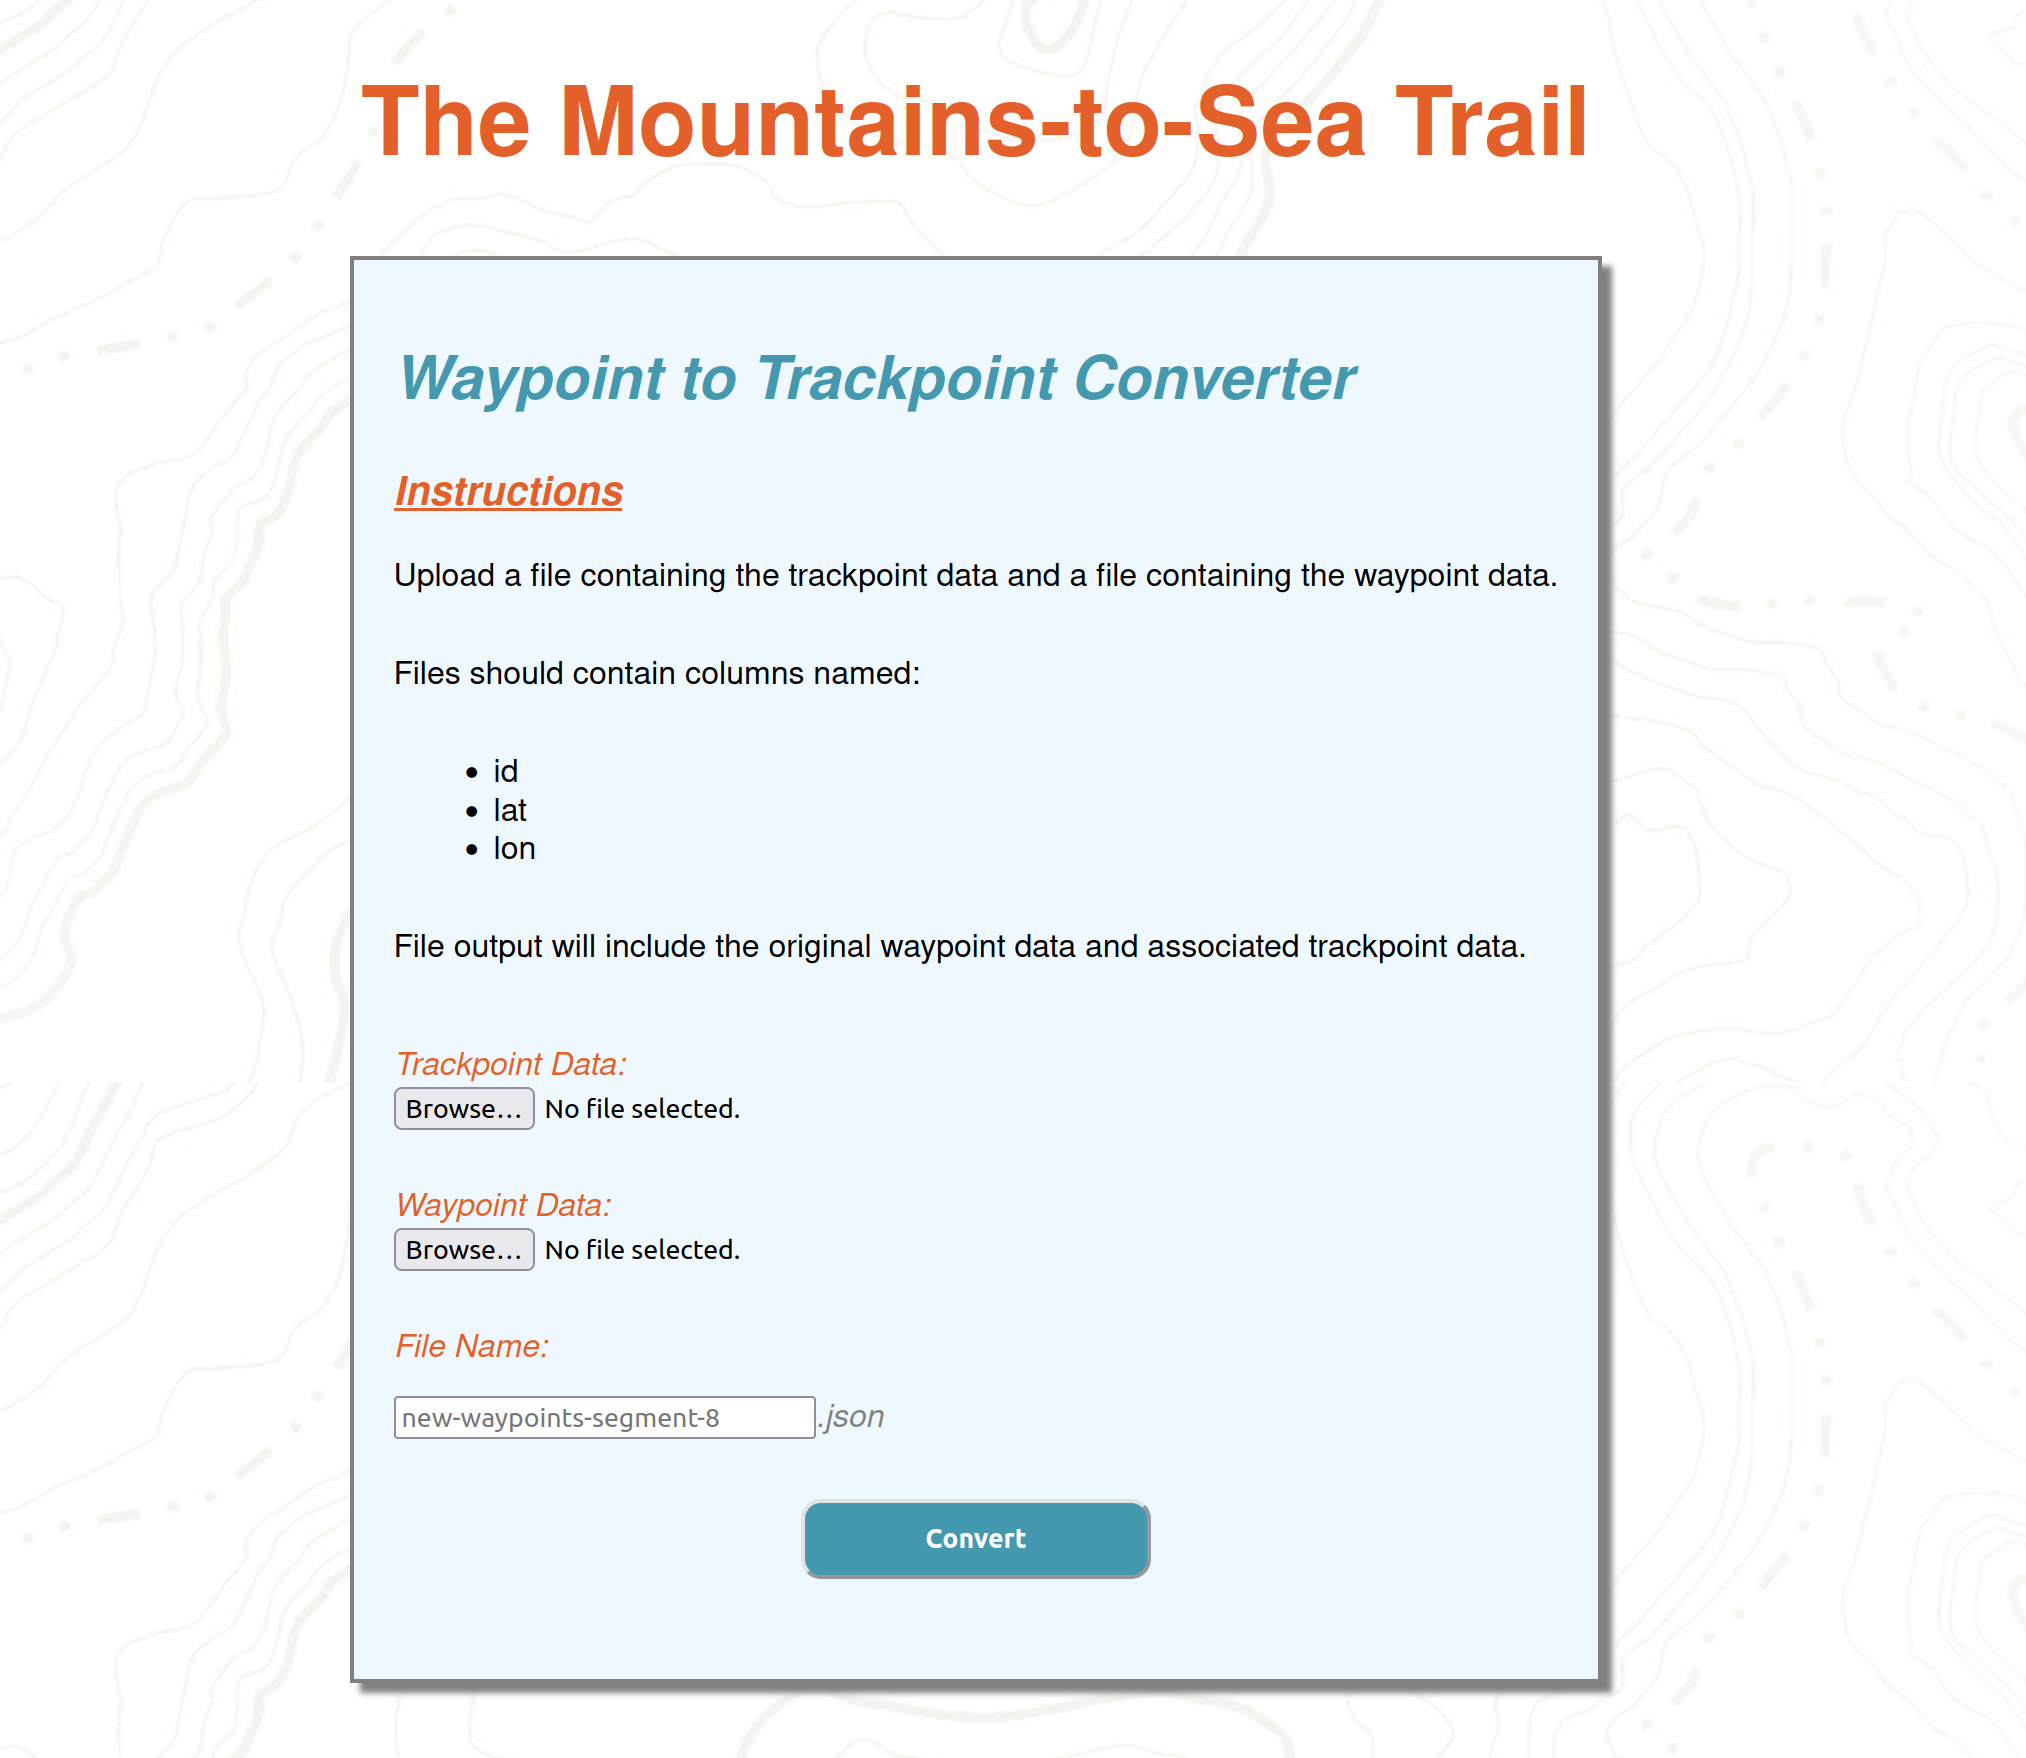 The Mountains-to-Sea Trail
Waypoint to Trackpoint Converter
Instructions
Upload a file containing the trackpoint data and a file containing the waypoint data.
Files should contain columns named:
• id
• lat
• lon
File output will include the original waypoint data and associated trackpoint data.
Trackpoint Data:
Browse... No file selected.
Waypoint Data:
Browse... No file selected.
File Name:
new-waypoints-segment-8 .json
Convert